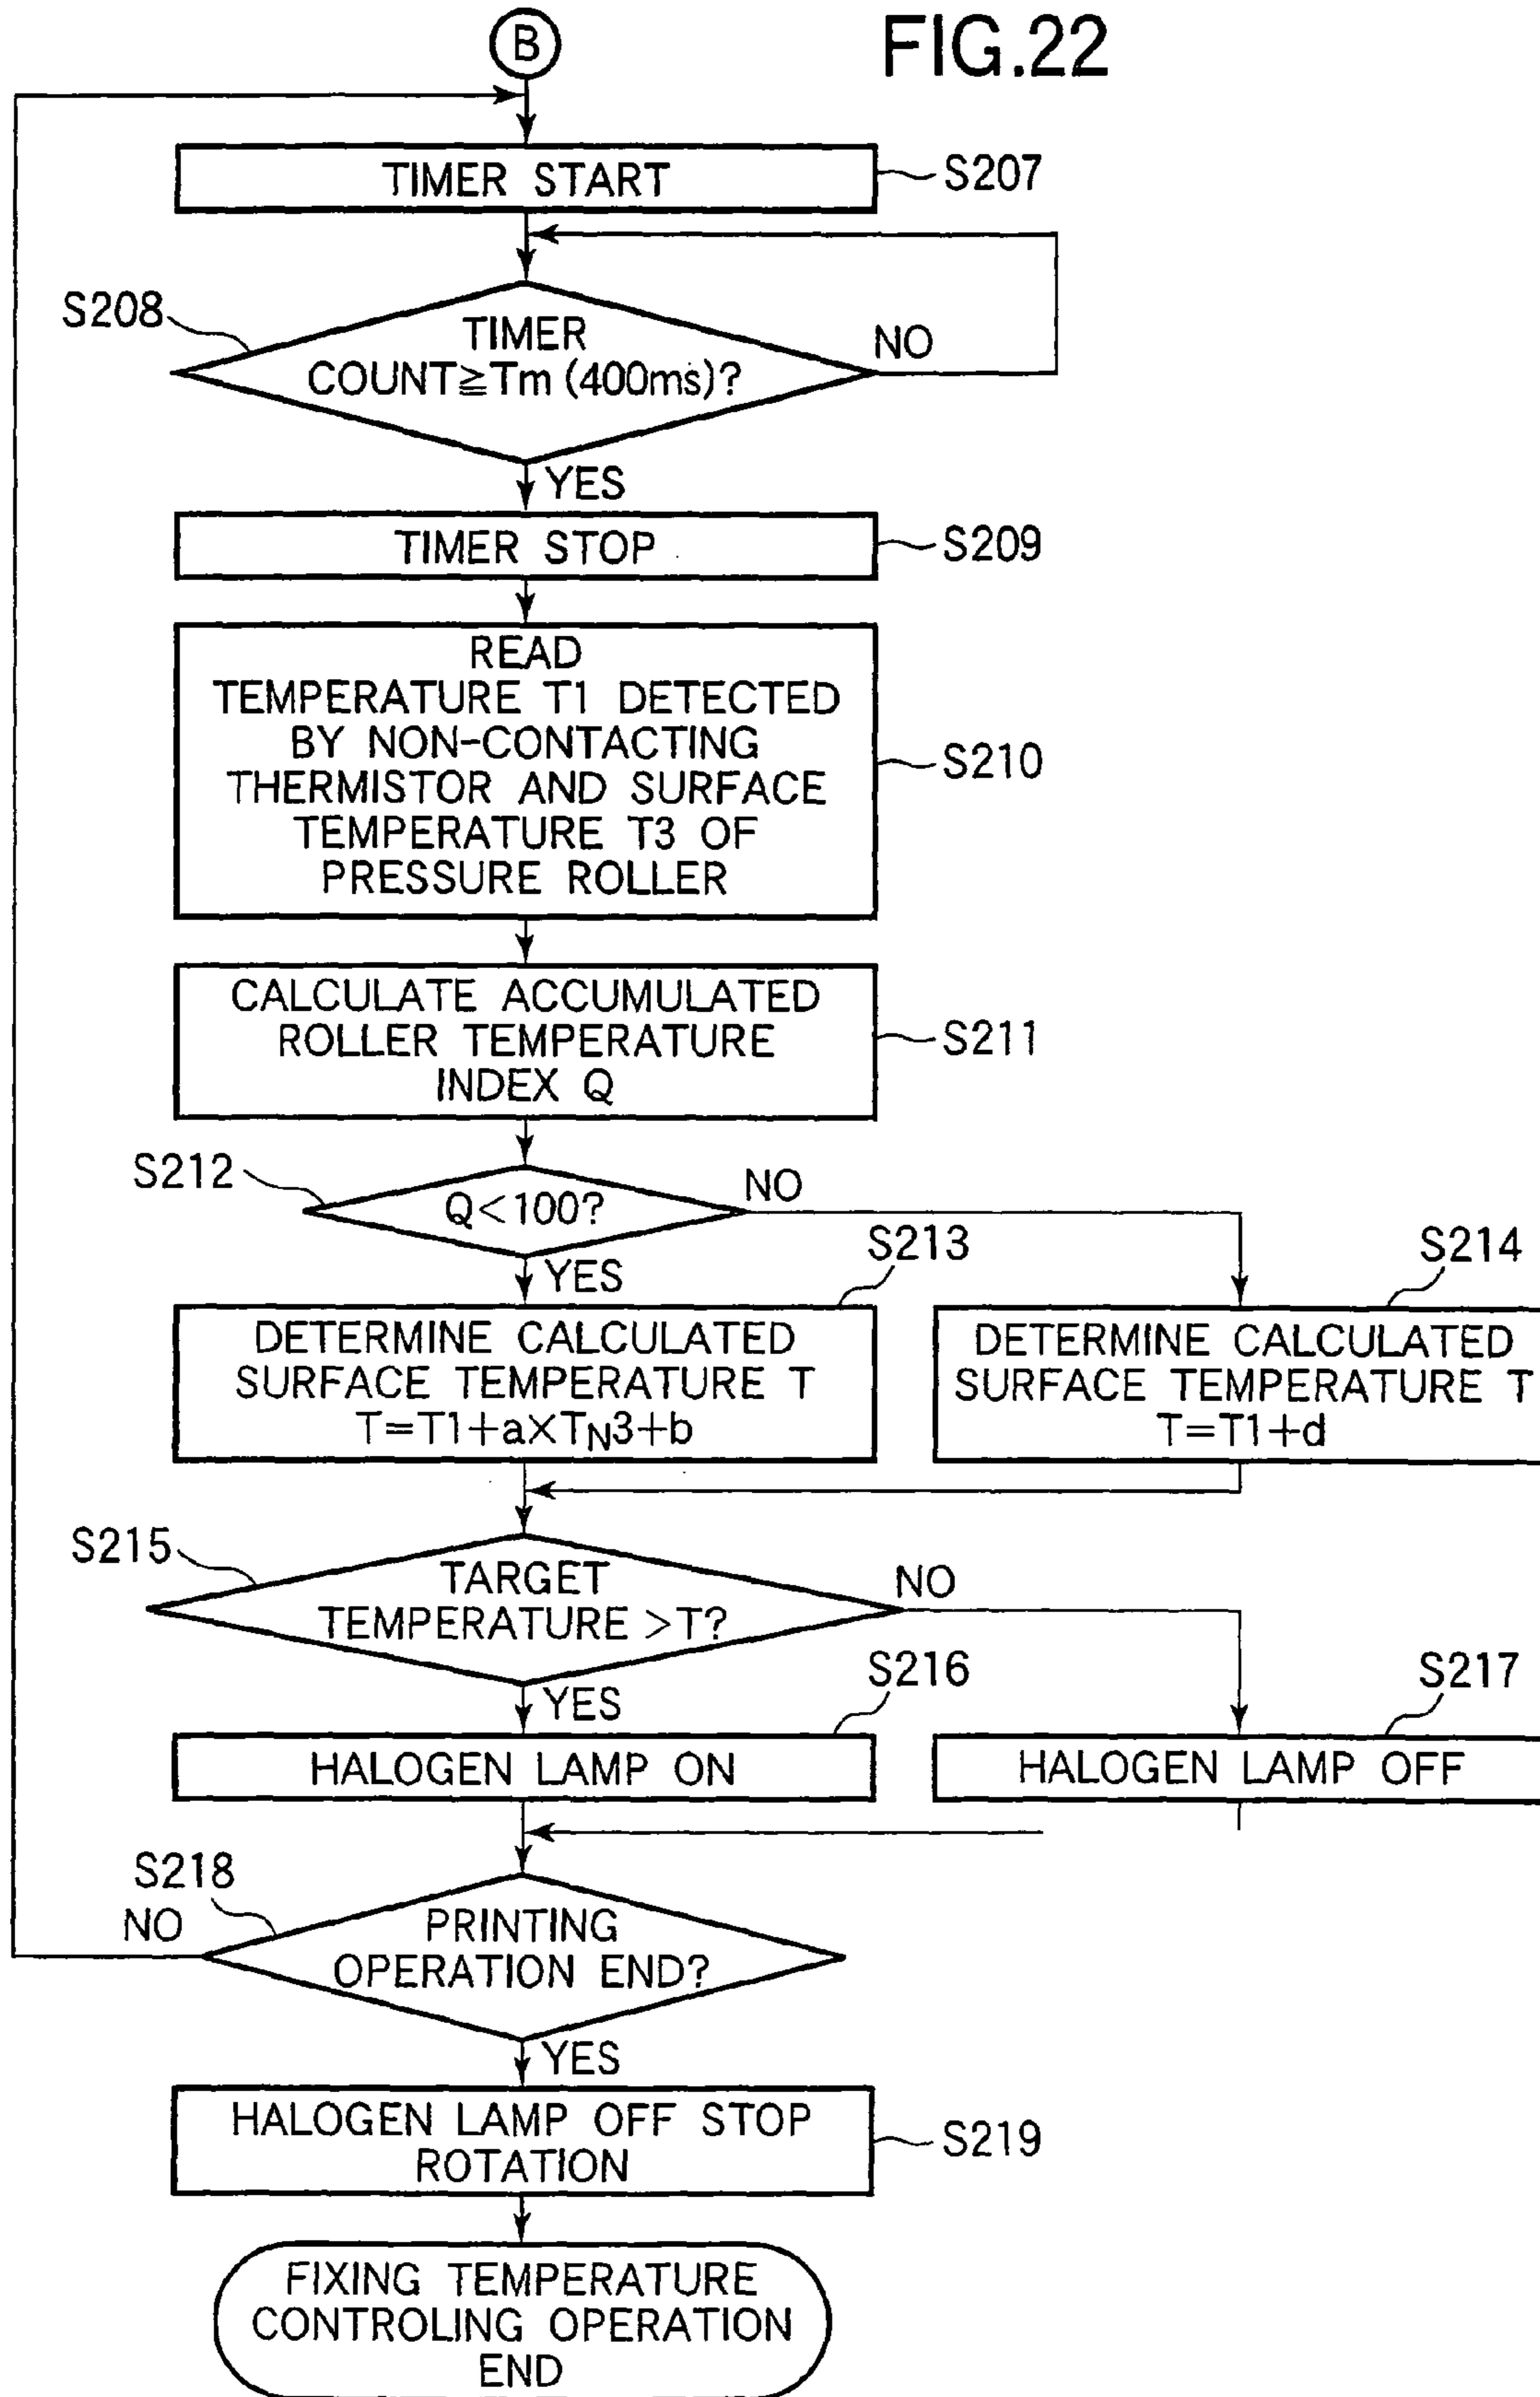 FIG.22
B
TIMER START
S207
S208
TIMER
COUNT≧Tm (400ms)?
NO
YES
TIMER STOP
S209
READ
TEMPERATURE T1 DETECTED
BY NON-CONTACTING
THERMISTOR AND SURFACE
TEMPERATURE T3 OF
PRESSURE ROLLER
S210
CALCULATE ACCUMULATED
ROLLER TEMPERATURE
INDEX Q
S211
S212
Q<100?
NO
YES
S213
DETERMINE CALCULATED
SURFACE TEMPERATURE T
T=T1+a×TN3+b
S214
DETERMINE CALCULATED
SURFACE TEMPERATURE T
T=T1+d
S215
TARGET
TEMPERATURE >T?
NO
YES
S216
HALOGEN LAMP ON
S217
HALOGEN LAMP OFF
S218
NO
PRINTING
OPERATION END?
YES
HALOGEN LAMP OFF STOP
ROTATION
S219
FIXING TEMPERATURE
CONTROLING OPERATION
END